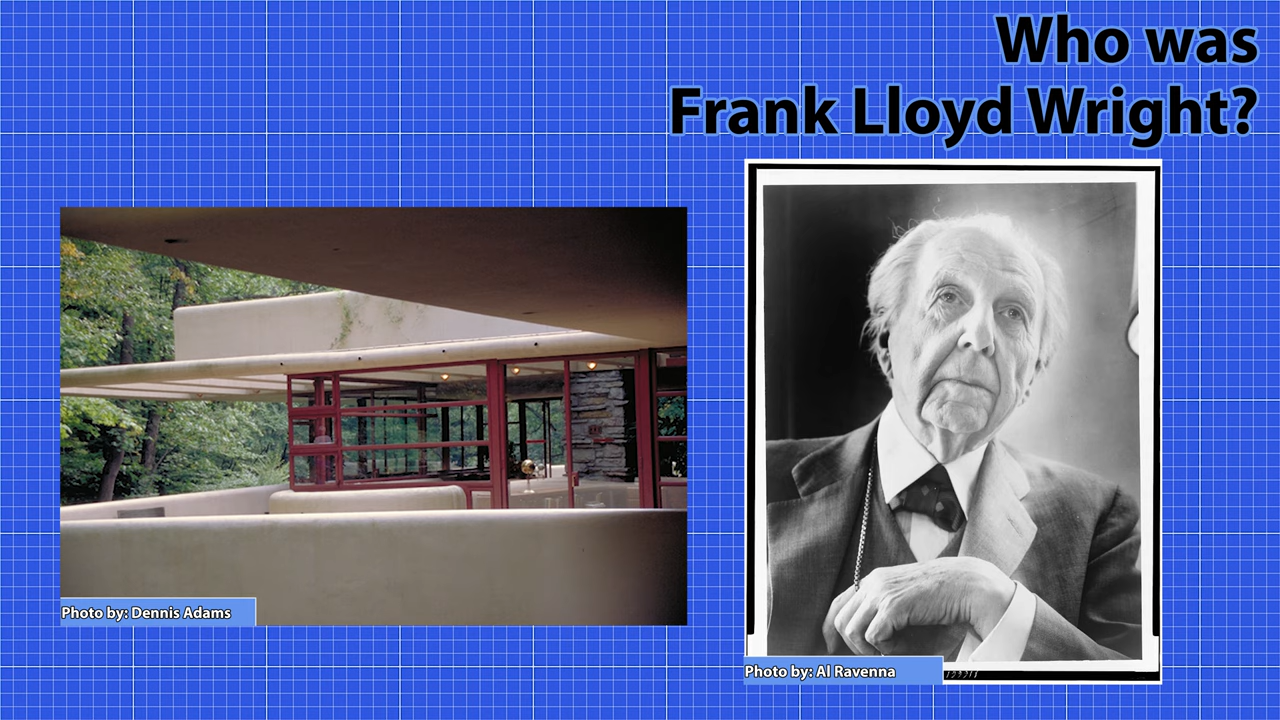 Who was
Frank Lloyd Wright?
Photo by: Dennis Adams
Photo by: Al Ravenna